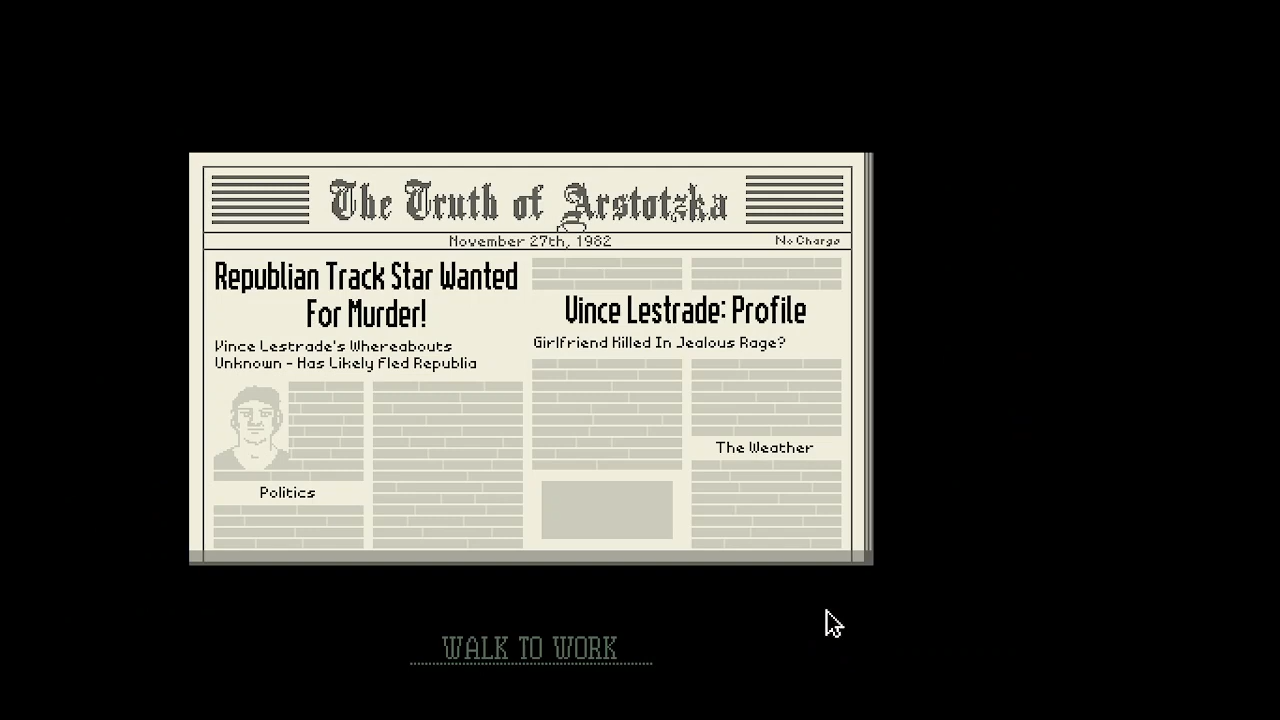 The Truth of Arstotzka
November 27th, 1982
No Charge
Republian Track Star Wanted
For Murder!
Vince Lestrade's Whereabouts
Unknown - Has Likely Fled Republia
Politics
Vince Lestrade: Profile
Girlfriend Killed In Jealous Rage?
The Weather
WALK TO WORK